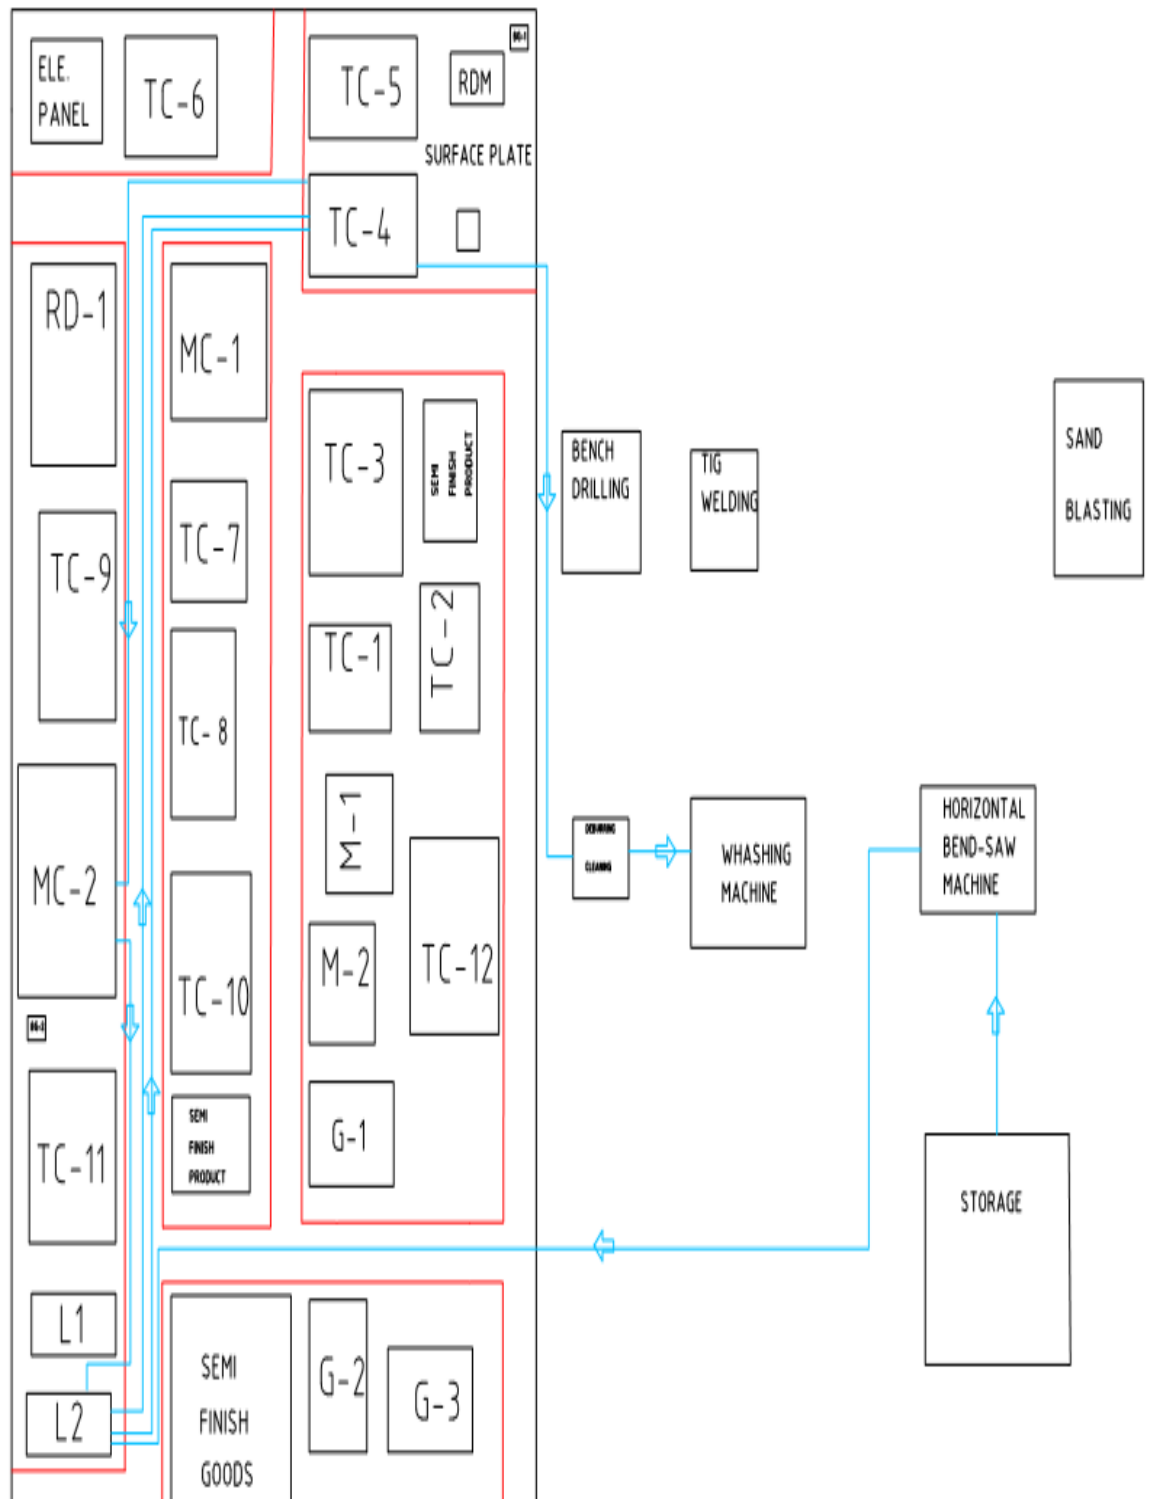 ELE.
PANEL
TC-6
TC-5
RDM
SURFACE PLATE
TC-4
RD-1
MC-1
TC-3
SEMI
FINISH
PRODUCT
BENCH
DRILLING
TIG
WELDING
SAND
BLASTING
TC-9
TC-7
TC-1
TC-2
TC-8
MC-2
M-1
CLEANING
WHASHING
MACHINE
HORIZONTAL
BEND-SAW
MACHINE
TC-10
M-2
TC-12
TC-11
SEMI
FINISH
PRODUCT
G-1
STORAGE
L1
L2
SEMI
FINISH
GOODS
G-2
G-3